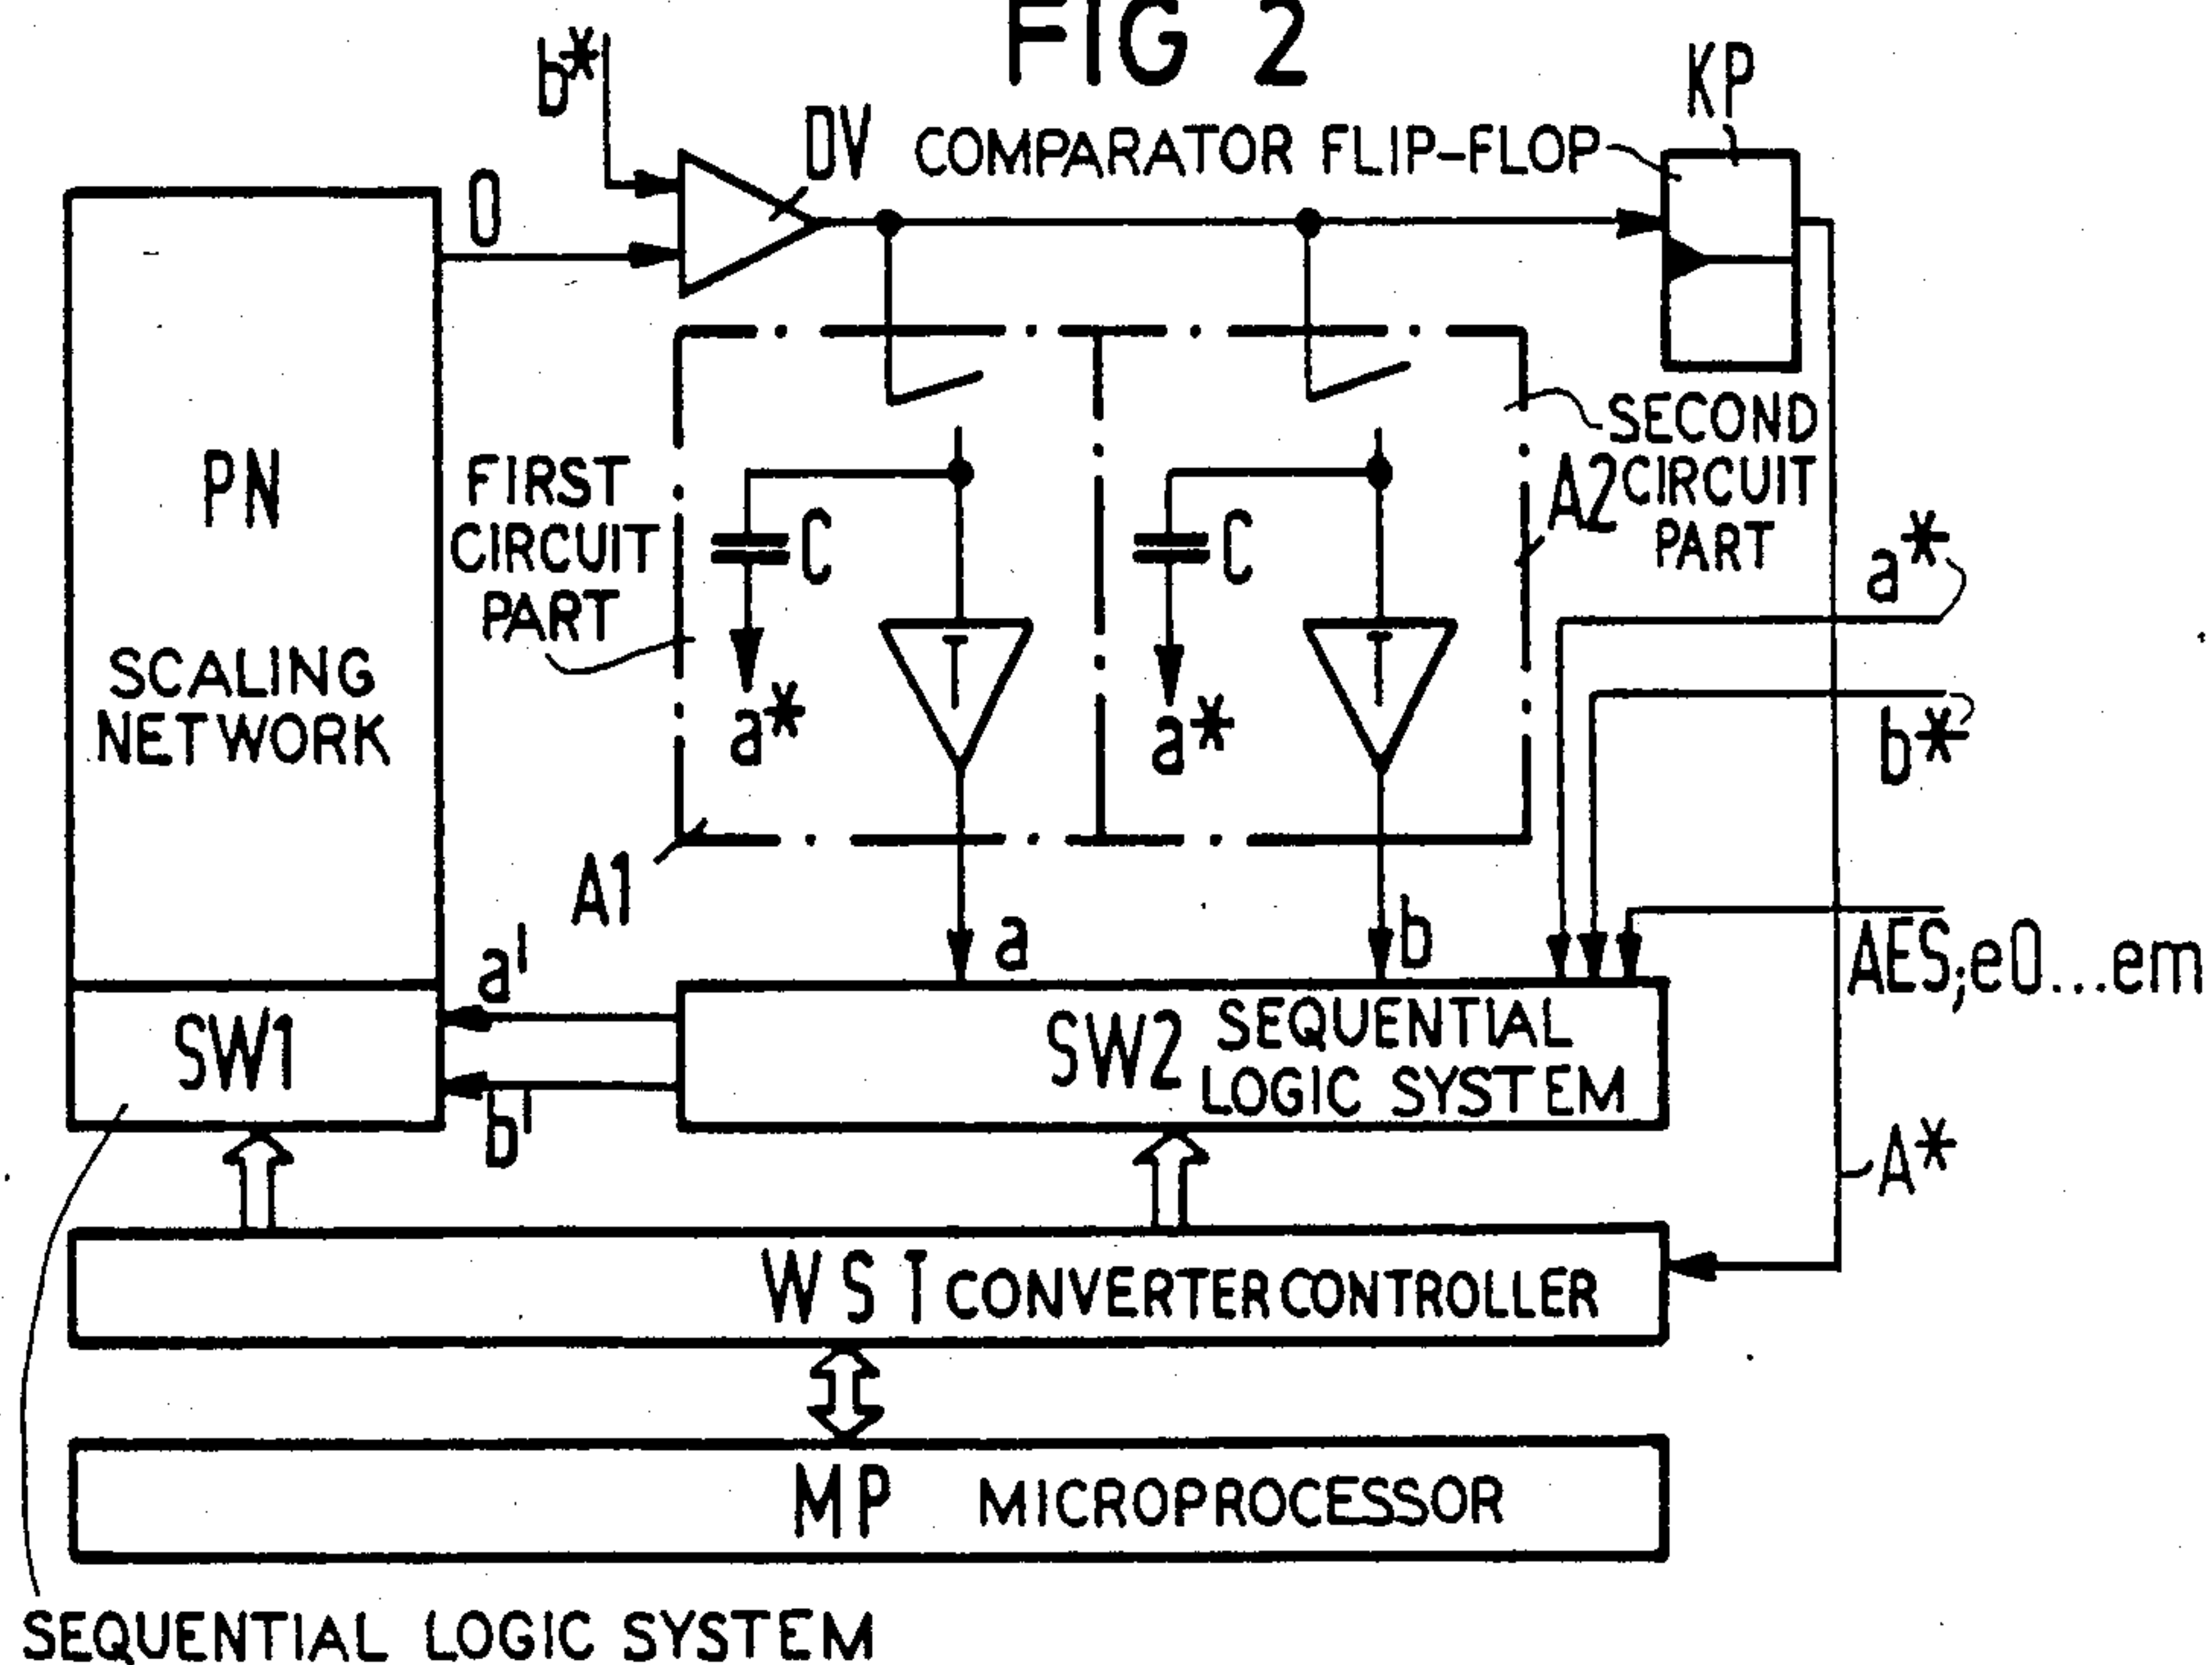 FIG 2
b*
DV
COMPARATOR FLIP-FLOP
KP
0
PN
SCALING
NETWORK
FIRST
CIRCUIT
PART
C
a*
T
C
a*
T
SECOND
CIRCUIT
PART
A2
a*
b*
A1
a
b
AES;e0...em
a'
b'
SW1
SW2 SEQUENTIAL
LOGIC SYSTEM
A*
WST CONVERTER CONTROLLER
MP MICROPROCESSOR
SEQUENTIAL LOGIC SYSTEM